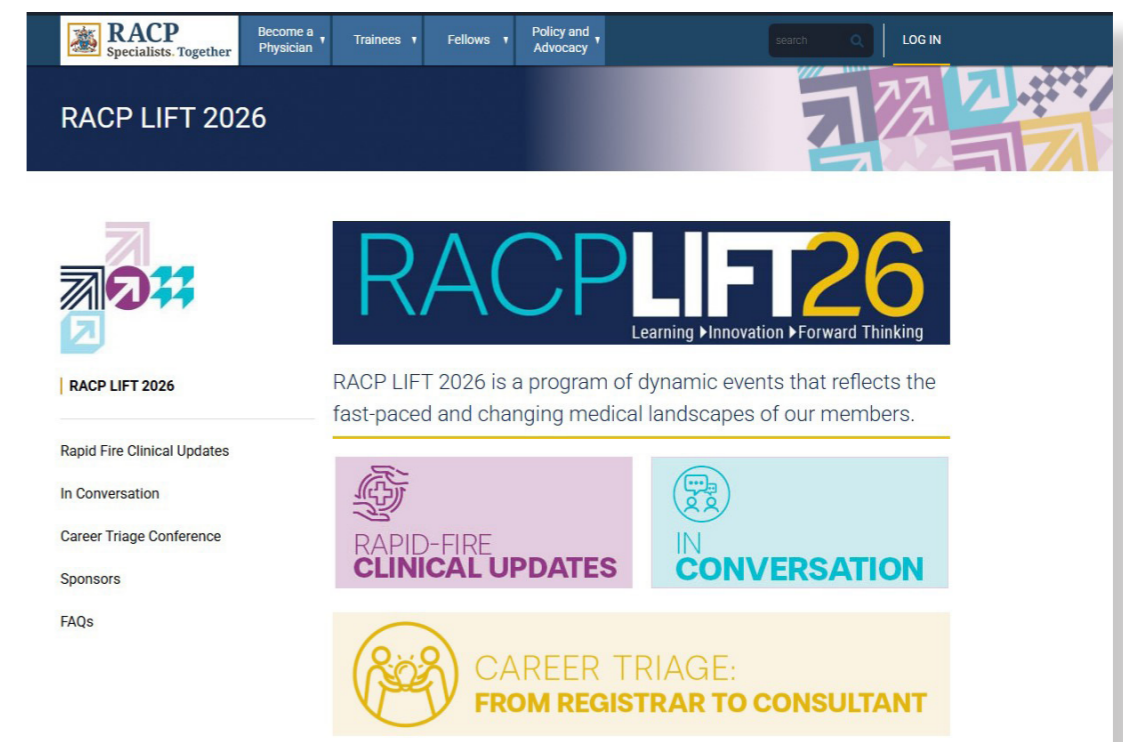 RACP
Specialists. Together
Become a
Physician
Trainees
Fellows
Policy and
Advocacy
search
LOG IN
RACP LIFT 2026
RACPLIFT26
Learning Innovation Forward Thinking
RACP LIFT 2026
Rapid Fire Clinical Updates
In Conversation
Career Triage Conference
Sponsors
FAQs
RACP LIFT 2026 is a program of dynamic events that reflects the
fast-paced and changing medical landscapes of our members.
RAPID-FIRE
CLINICAL UPDATES
IN
CONVERSATION
CAREER TRIAGE:
FROM REGISTRAR TO CONSULTANT